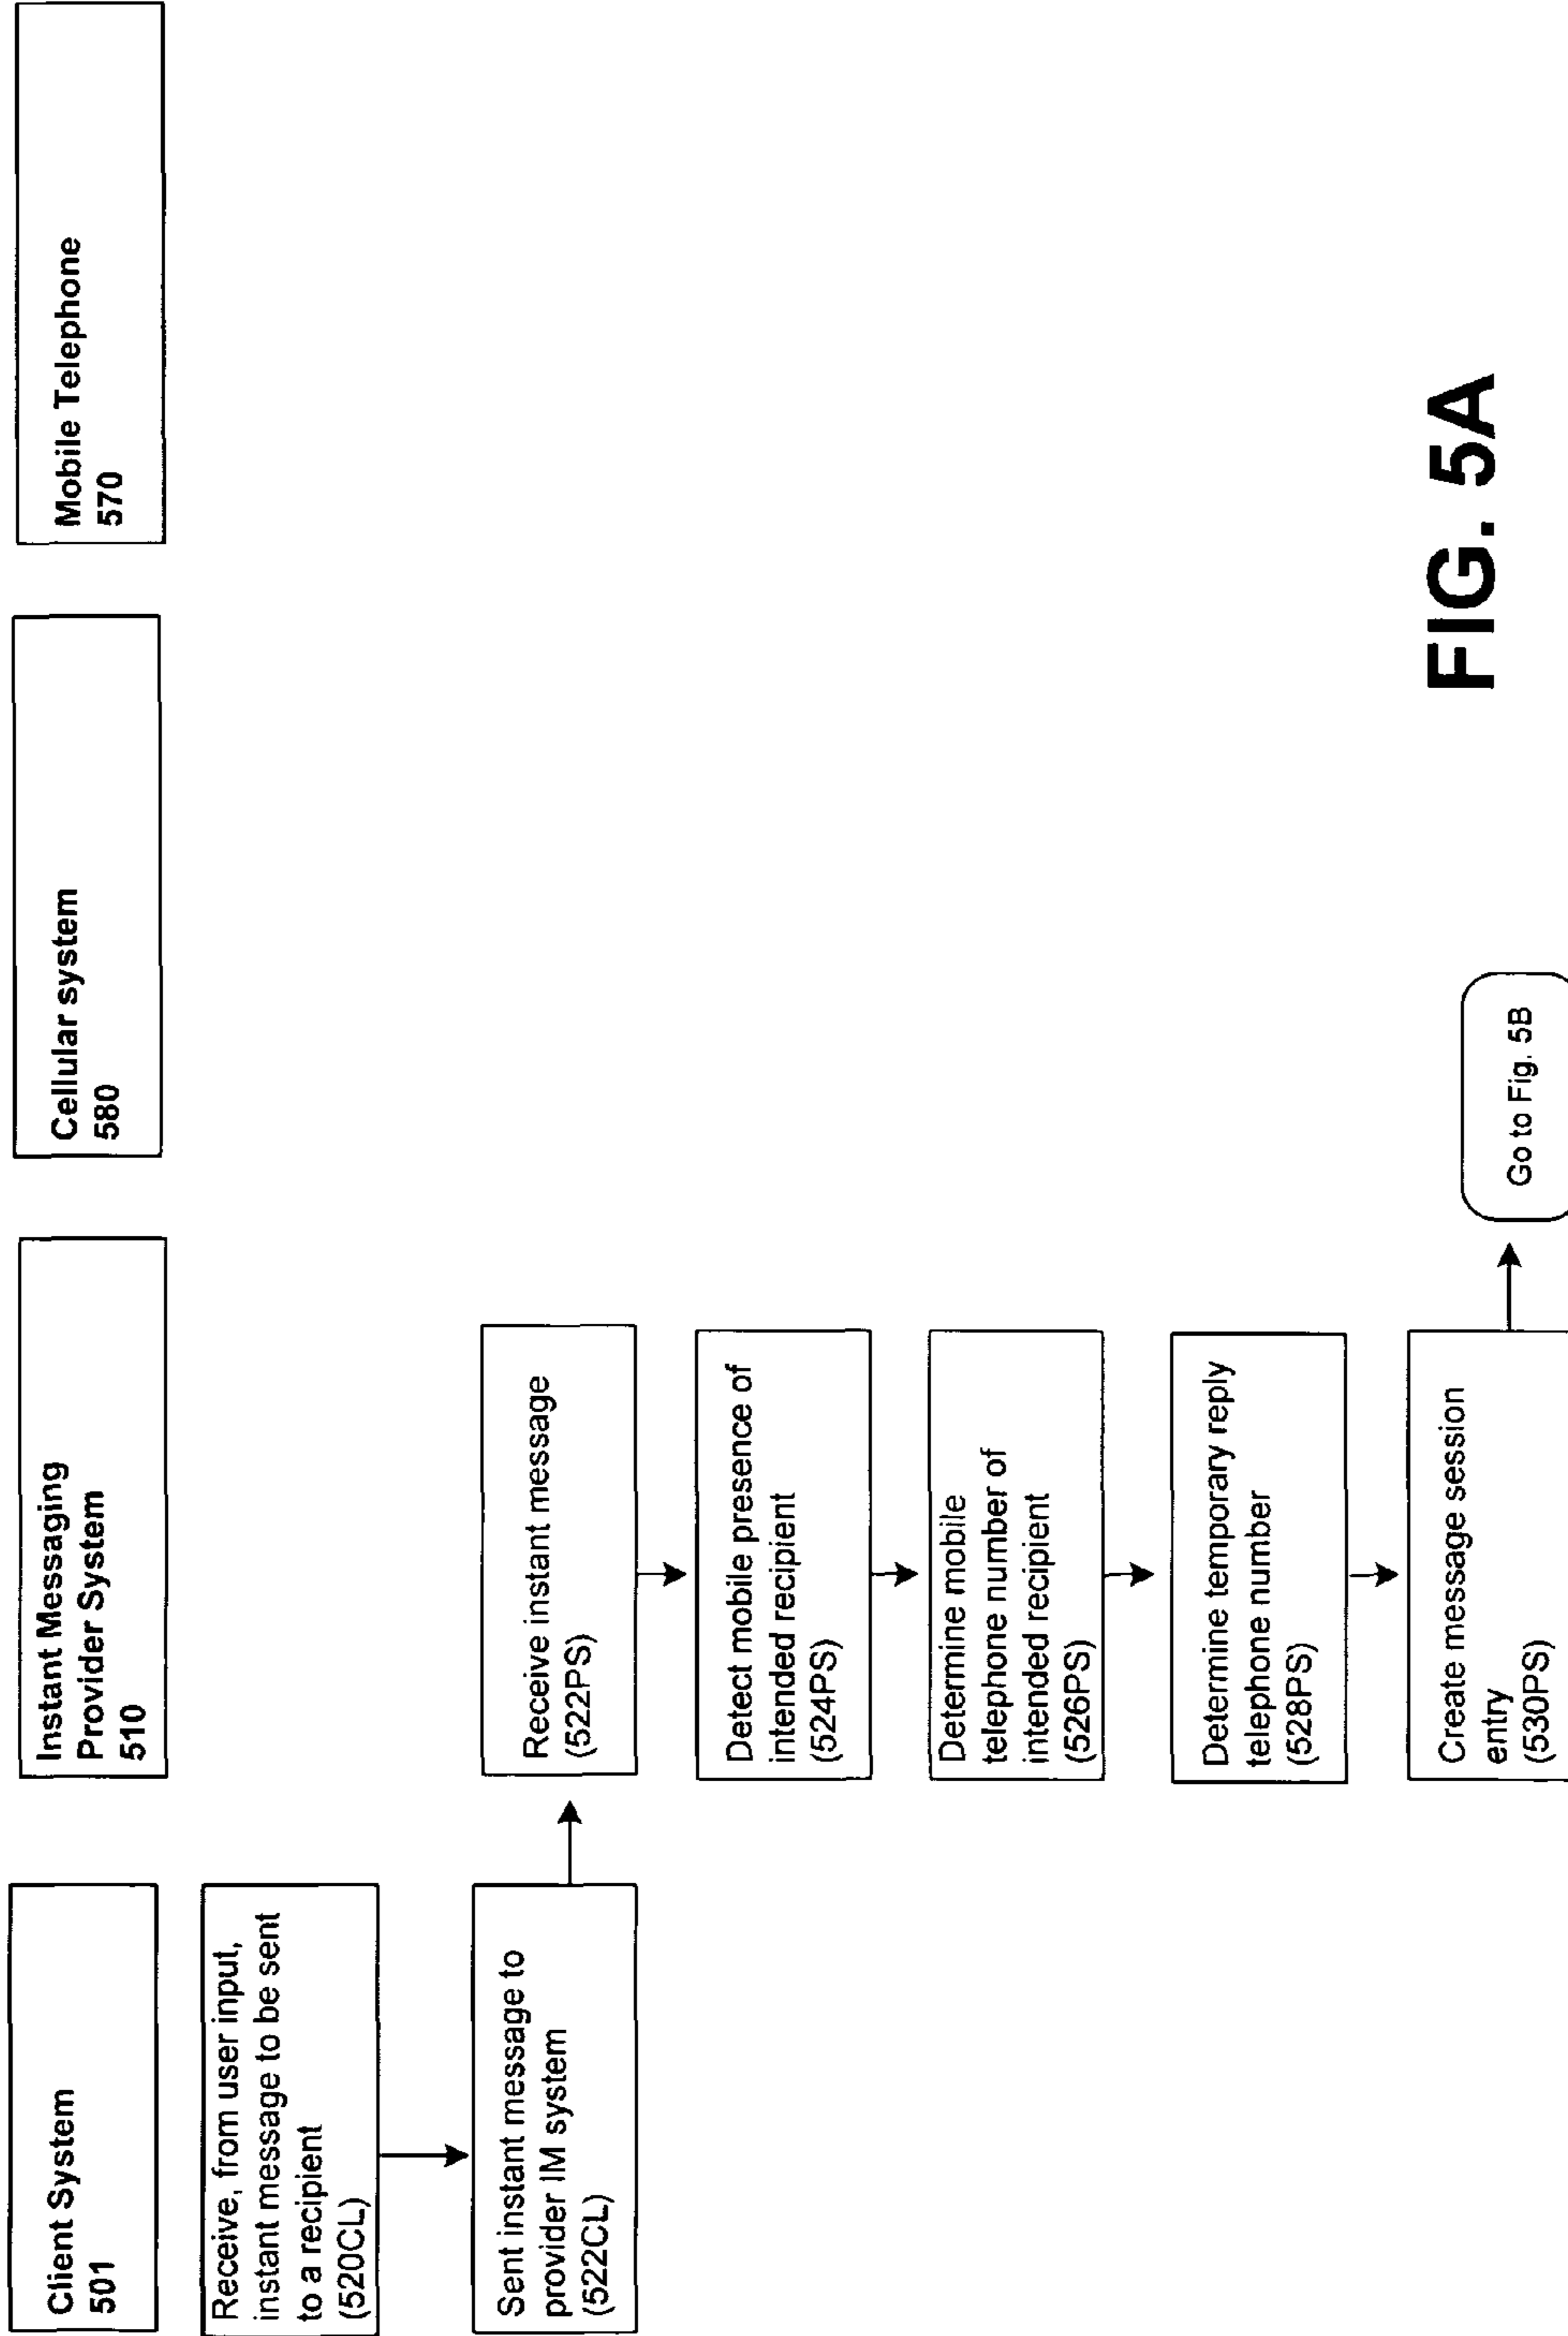 Client System
501
Instant Messaging
Provider System
510
Cellular system
580
Mobile Telephone
570
Receive, from user input,
instant message to be sent
to a recipient
(520CL)
Sent instant message to
provider IM system
(522CL)
Receive instant message
(522PS)
Detect mobile presence of
intended recipient
(524PS)
Determine mobile
telephone number of
intended recipient
(526PS)
Determine temporary reply
telephone number
(528PS)
Create message session
entry
(530PS)
Go to Fig. 5B
FIG. 5A